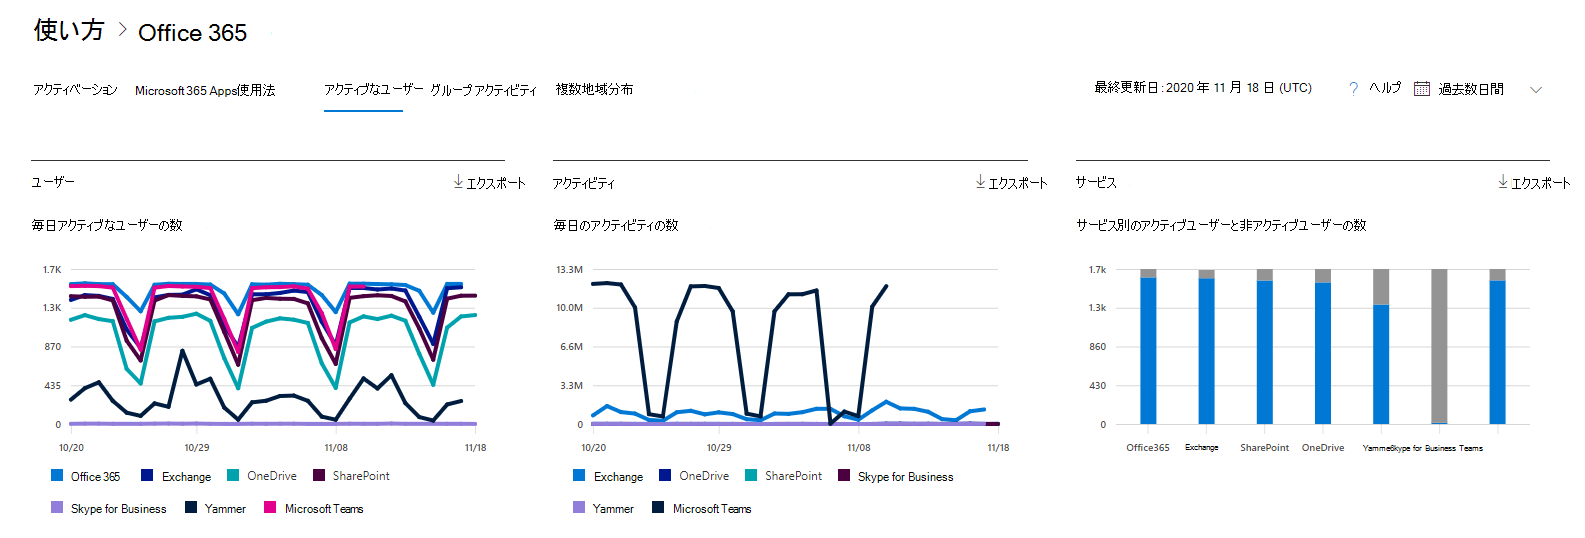 使い方 > Office 365
アクティベーション Microsoft 365 Apps使用法 アクティブなユーザー グループ アクティビティ 複数地域分布 最終更新日: 2020 年 11 月 18 日 (UTC) ? ヘルプ 過去数日間
ユーザー エクスポート
毎日アクティブなユーザーの数
1.7K
1.3K
870
435
0
10/20 10/29 11/08 11/18
Office 365 Exchange OneDrive SharePoint
Skype for Business Yammer Microsoft Teams
アクティビティ エクスポート
毎日のアクティビティの数
13.3M
10.0M
6.6M
3.3M
0
10/20 10/29 11/08 11/18
Exchange OneDrive SharePoint Skype for Business
Yammer Microsoft Teams
サービス エクスポート
サービス別のアクティブユーザーと非アクティブユーザーの数
1.7k
1.3k
860
430
0
Office365 Exchange SharePoint OneDrive Yammer Skype for Business Teams